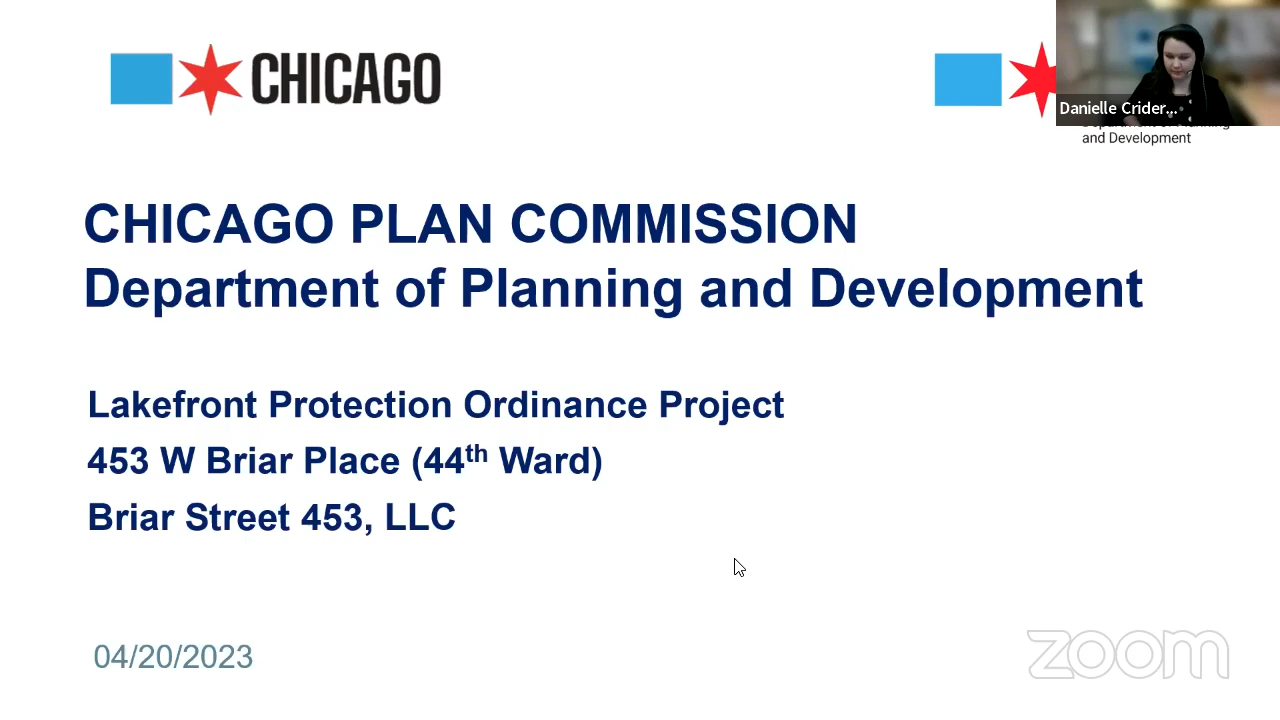 CHICAGO
Danielle Crider...
and Development
CHICAGO PLAN COMMISSION
Department of Planning and Development
Lakefront Protection Ordinance Project
453 W Briar Place (44th Ward)
Briar Street 453, LLC
04/20/2023
zoom